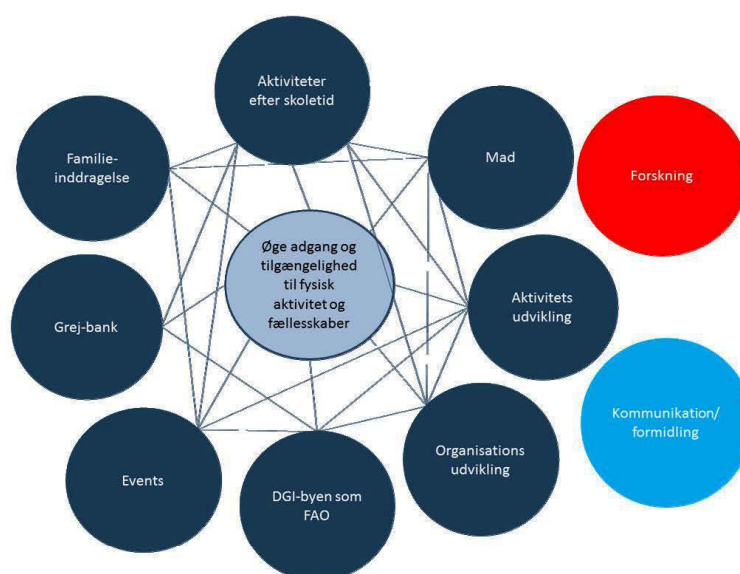 Aktiviteter
efter skoletid
Familie-
inddragelse
Mad
Forskning
Øge adgang og
tilgængelighed
til fysisk
aktivitet og
fællesskaber
Grej-bank
Aktivitets
udvikling
Kommunikation/
formidling
Organisations
udvikling
Events
DGI-byen som
FAO